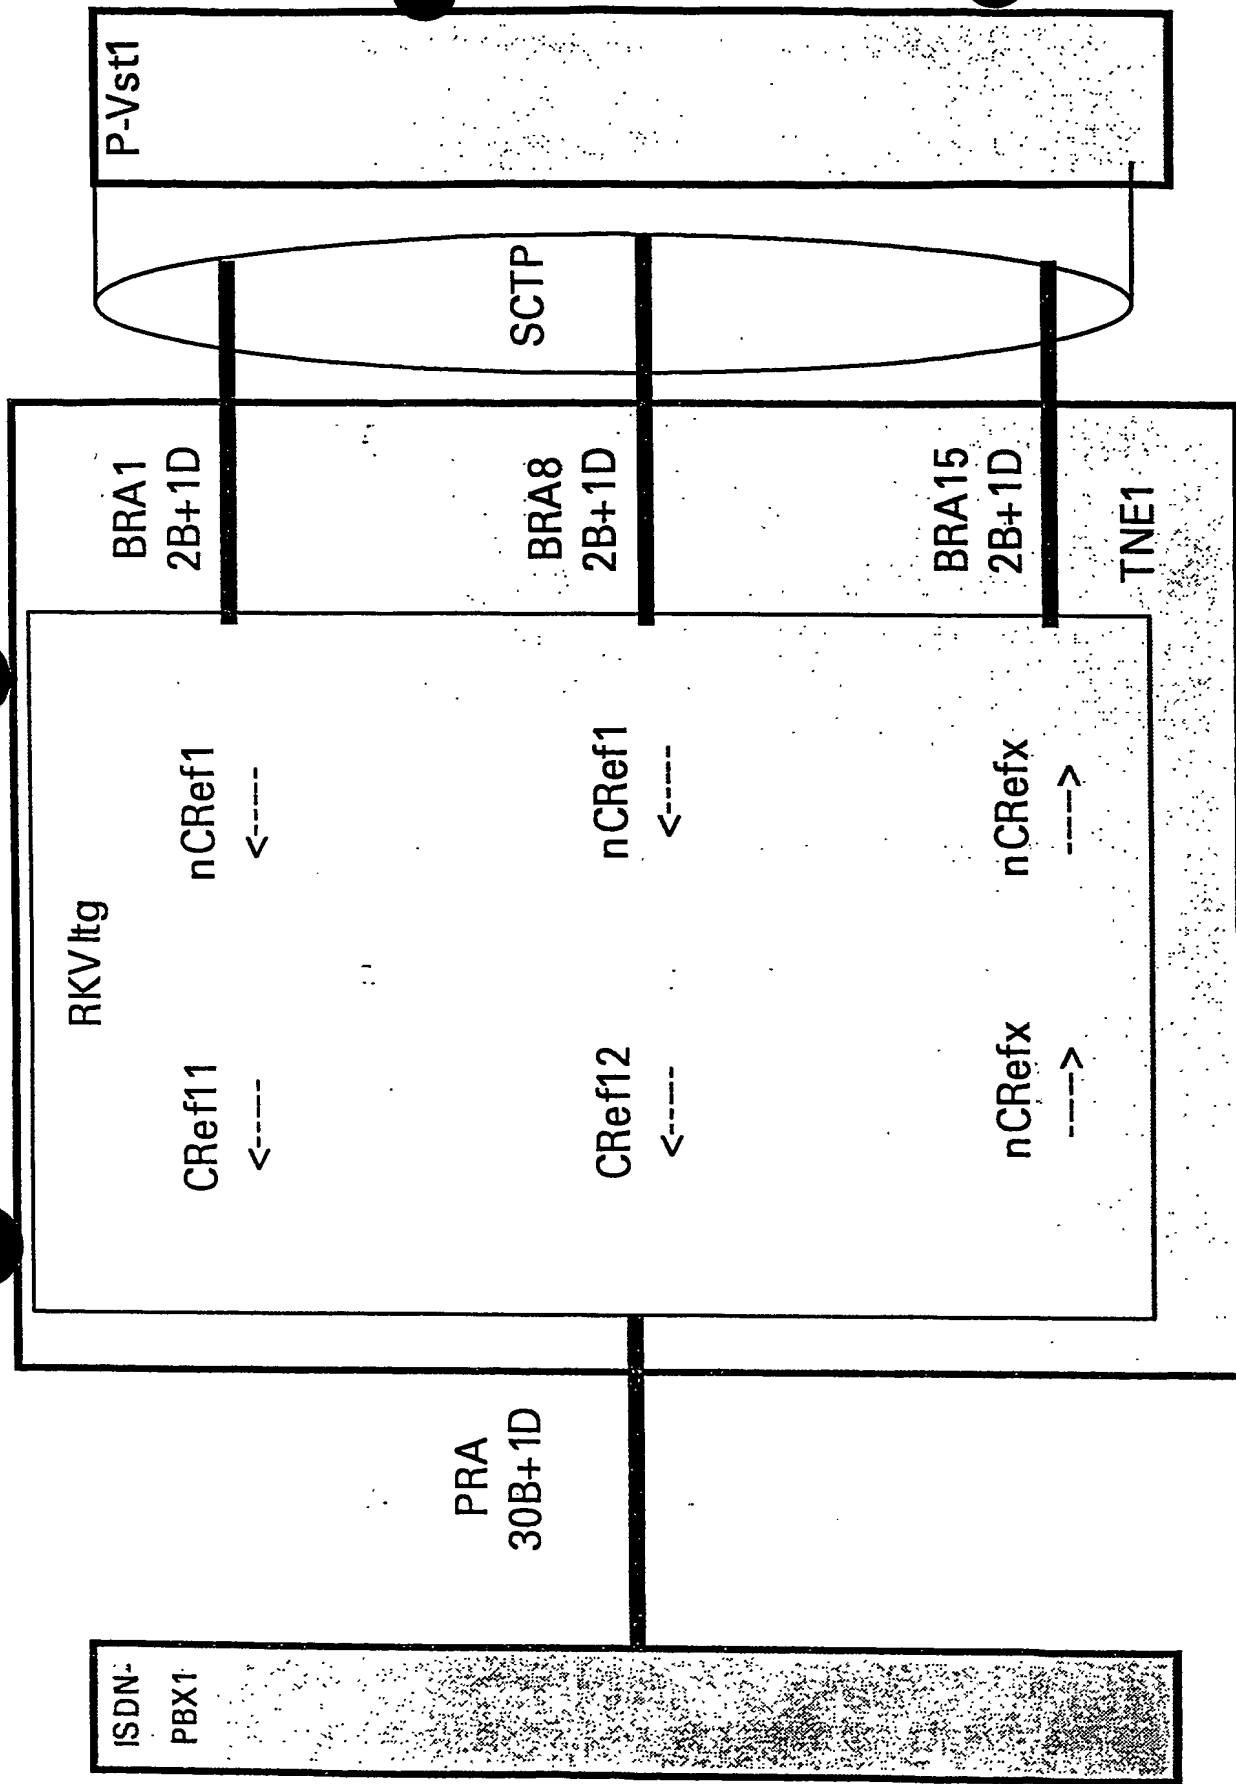 ISDN-
PBX1
PRA
30B+1D
RKVltg
CRef11
<-----
nCRef1
<-----
CRef12
<-----
nCRef1
<-----
nCRefx
----->
nCRefx
----->
BRA1
2B+1D
BRA8
2B+1D
BRA15
2B+1D
TNE1
SCTP
P-Vst1